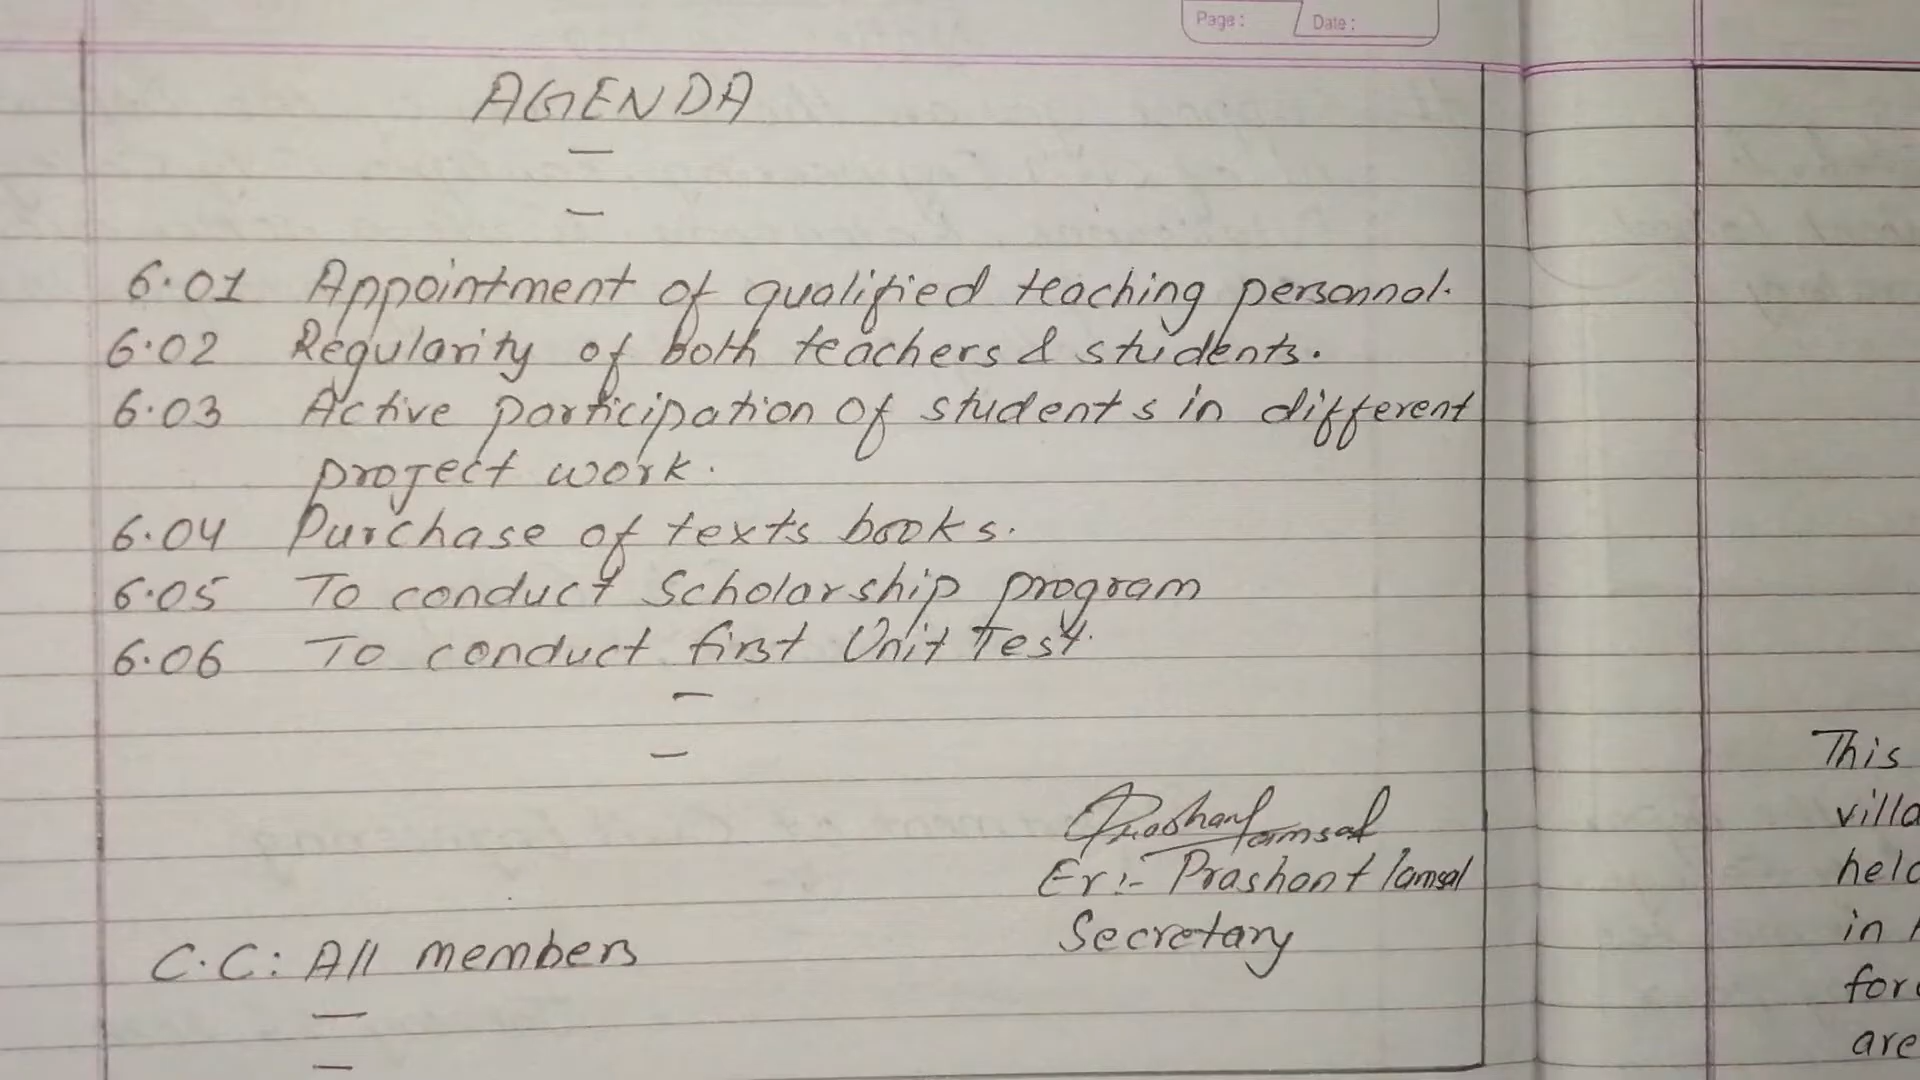 Page: Date:
AGENDA
6.01 Appointment of qualified teaching personnol.
6.02 Regularity of both teachers & students.
6.03 Active participation of students in different
project work.
6.04 Purchase of texts books.
6.05 To conduct Scholarship program
6.06 To conduct first Unit Test.
Prashant lamsal
Er:- Prashant lamsal
Secretary
C.C: All members
This
villa
held
in
for
are